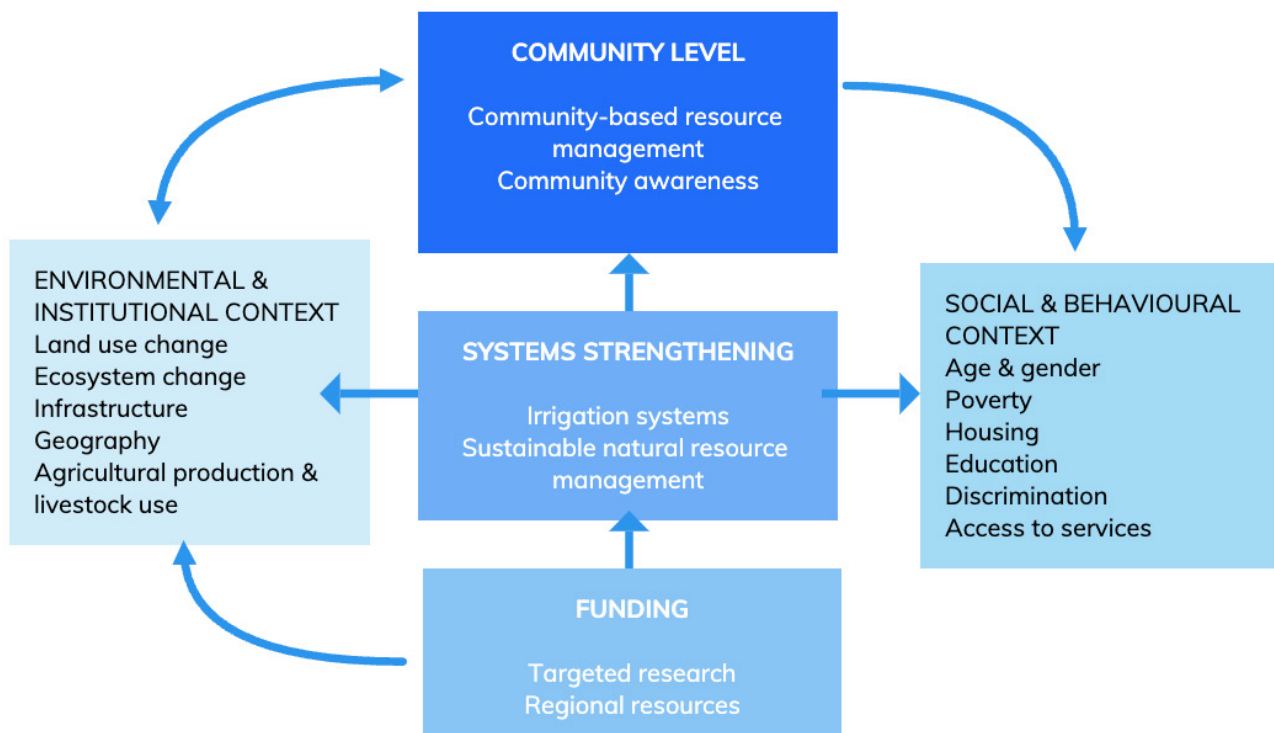 COMMUNITY LEVEL
Community-based resource
management
Community awareness
ENVIRONMENTAL &
INSTITUTIONAL CONTEXT
Land use change
Ecosystem change
Infrastructure
Geography
Agricultural production &
livestock use
SYSTEMS STRENGTHENING
Irrigation systems
Sustainable natural resource
management
SOCIAL & BEHAVIOURAL
CONTEXT
Age & gender
Poverty
Housing
Education
Discrimination
Access to services
FUNDING
Targeted research
Regional resources